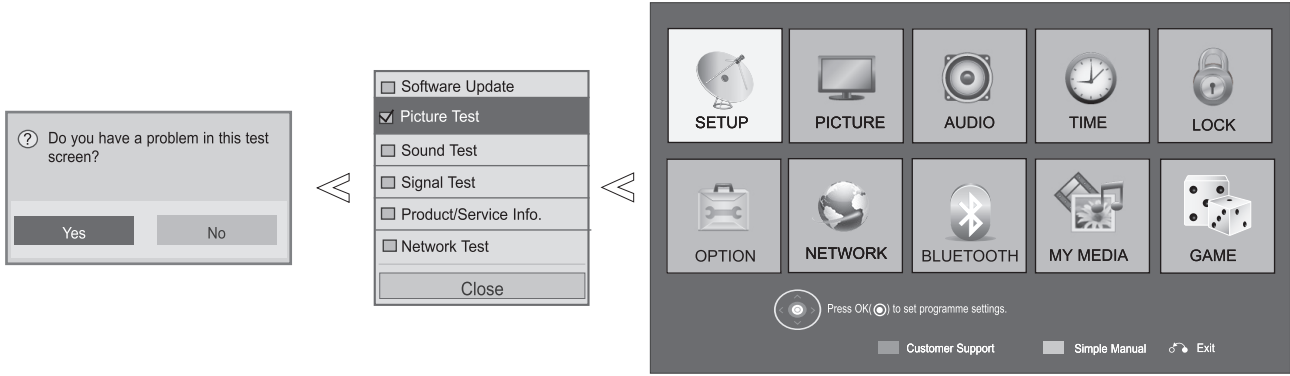 Do you have a problem in this test
screen?
Yes No
Software Update
Picture Test
Sound Test
Signal Test
Product/Service Info.
Network Test
Close
SETUP PICTURE AUDIO TIME LOCK
OPTION NETWORK BLUETOOTH MY MEDIA GAME
Press OK(◉) to set programme settings.
Customer Support Simple Manual Exit